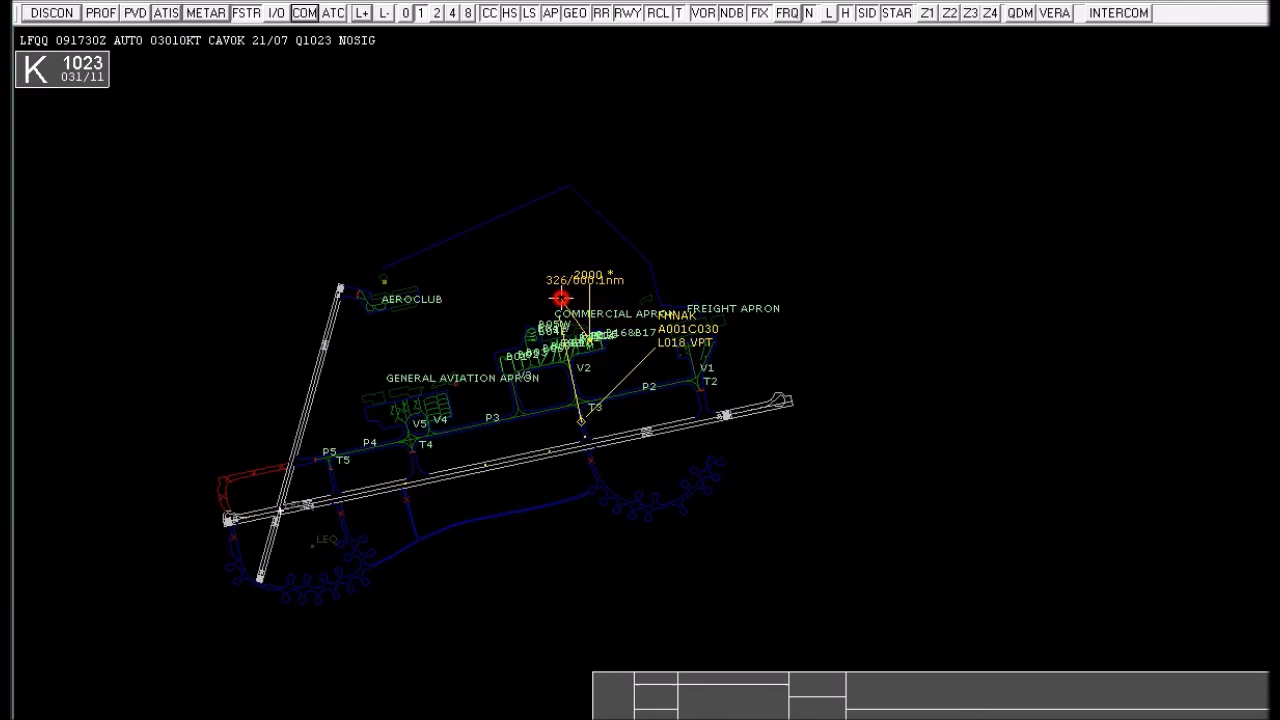 DISCON PROF PVD ATIS METAR FSTR I/O COM ATC L+ L- 0 1 2 4 8 CC HS LS AP GEO RR RWY RCL T VOR NDB FIX FRQ N L H SID STAR Z1 Z2 Z3 Z4 QDM VERA INTERCOM
LFQQ 091730Z AUTO 03010KT CAVOK 21/07 Q1023 NOSIG
K 1023
031/11
2000 *
326/000.1nm
AEROCLUB
COMMERCIAL APRON
FREIGHT APRON
A001C030
B16&B17
L018 VPT
V2
V1
GENERAL AVIATION APRON
V3
T2
P2
T3
P3
V4
V5
P4
T4
P5
T5
LEQ